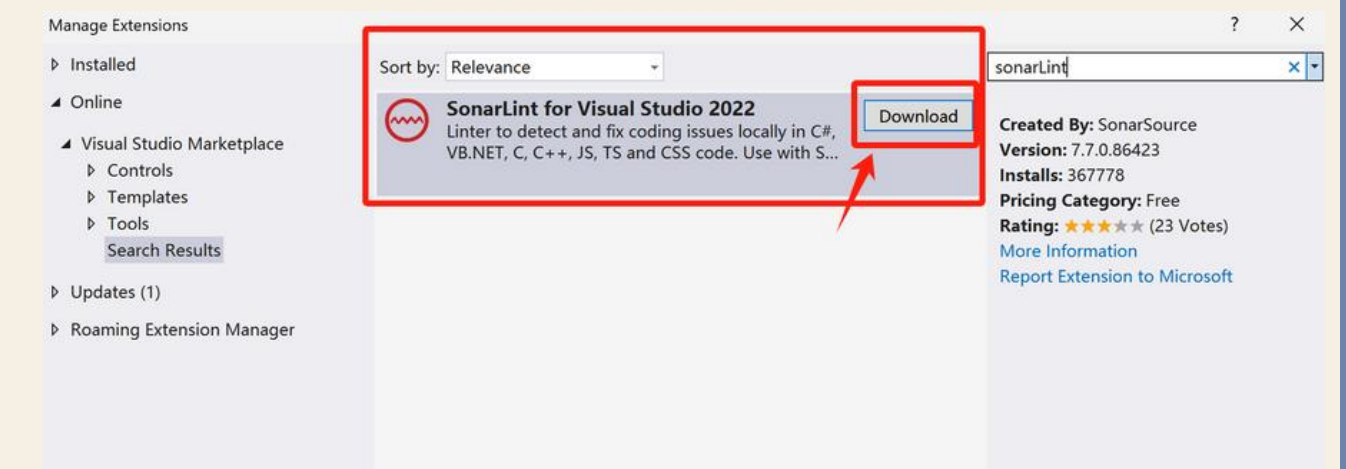 Manage Extensions
?
Installed
Online
Visual Studio Marketplace
Controls
Templates
Tools
Search Results
Updates (1)
Roaming Extension Manager
Sort by: Relevance
SonarLint for Visual Studio 2022
Linter to detect and fix coding issues locally in C#,
VB.NET, C, C++, JS, TS and CSS code. Use with S...
Download
sonarLint
Created By: SonarSource
Version: 7.7.0.86423
Installs: 367778
Pricing Category: Free
Rating: ★★★★★ (23 Votes)
More Information
Report Extension to Microsoft